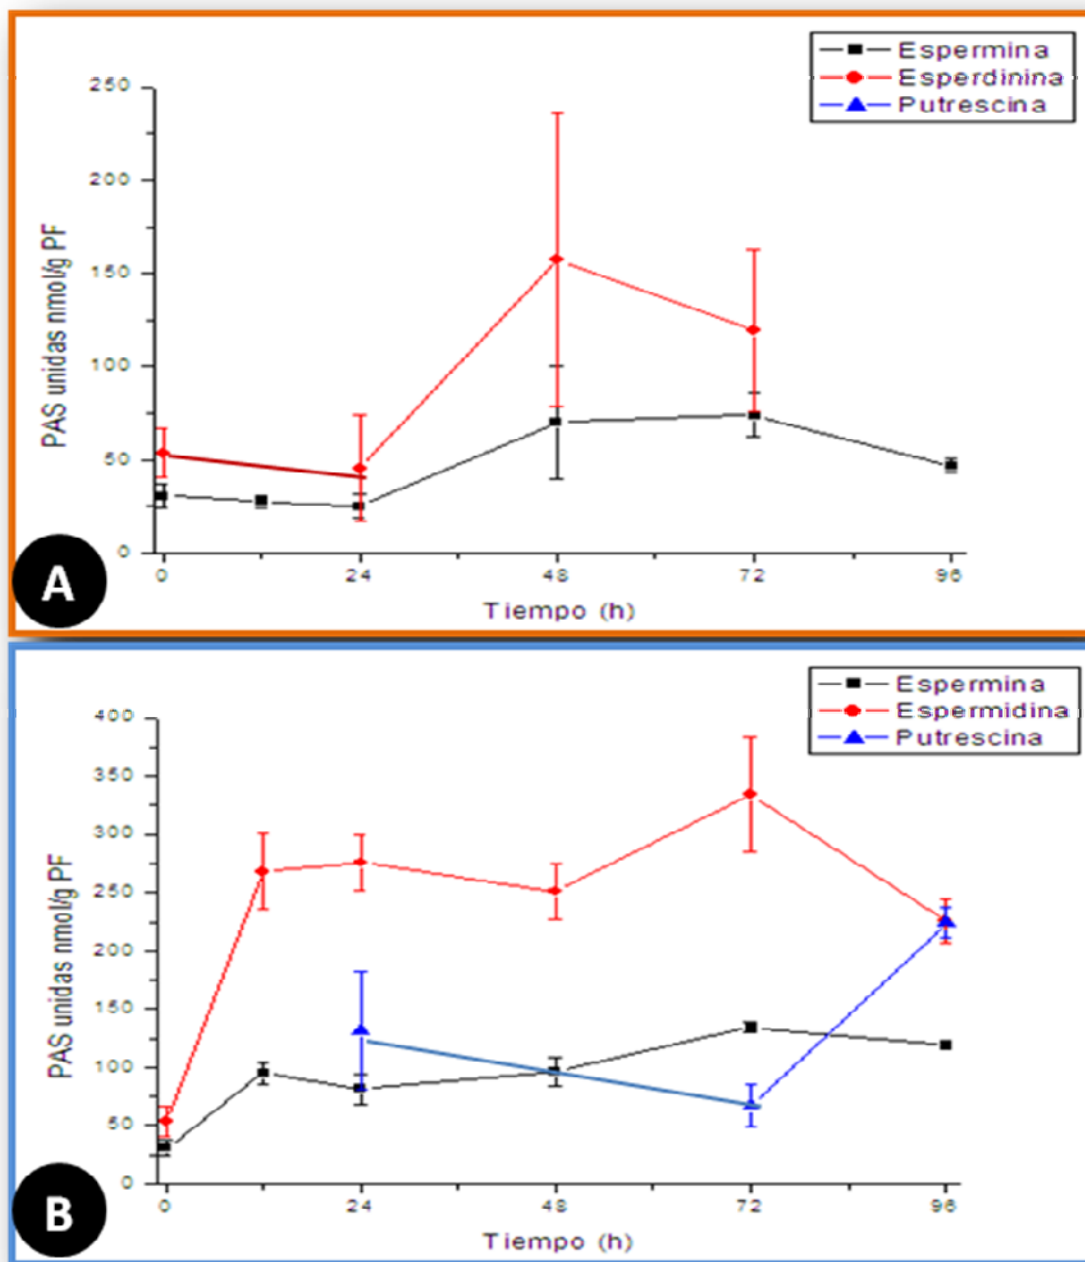 Espermina
Esperdinina
Putrescina
250
200
150
100
50
0
PAS unidas nmol/g PF
0 24 48 72 96
Tiempo (h)
A
Espermina
Espermidina
Putrescina
400
350
300
250
200
150
100
50
0
PAS unidas nmol/g PF
0 24 48 72 96
Tiempo (h)
B